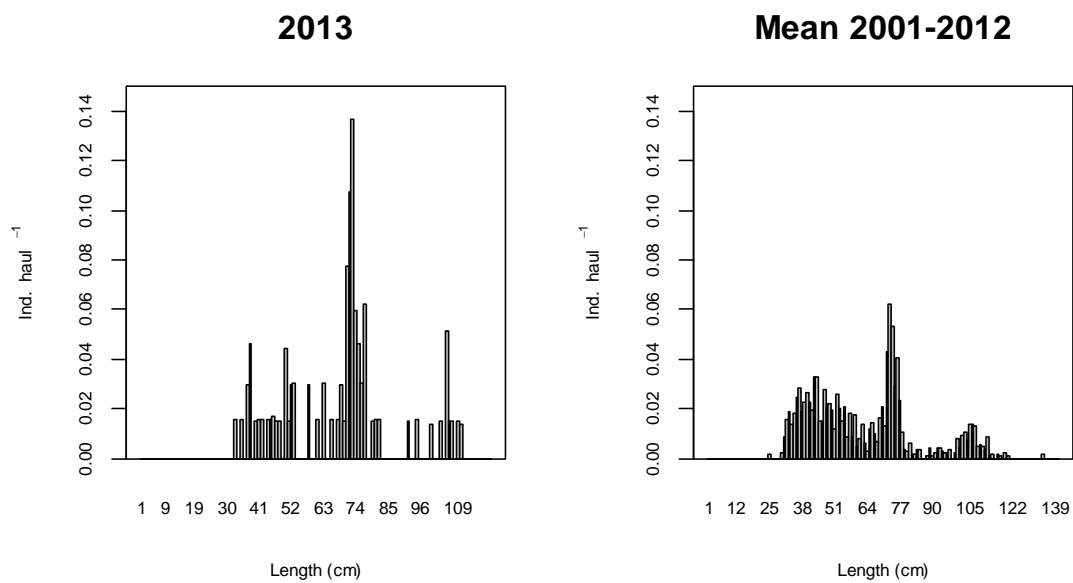 2013
Mean 2001-2012
0.14
0.12
0.10
0.08
0.06
0.04
0.02
0.00
Ind. haul ⁻¹
1 9 19 30 41 52 63 74 85 96 109
Length (cm)
0.14
0.12
0.10
0.08
0.06
0.04
0.02
0.00
Ind. haul ⁻¹
1 12 25 38 51 64 77 90 105 122 139
Length (cm)